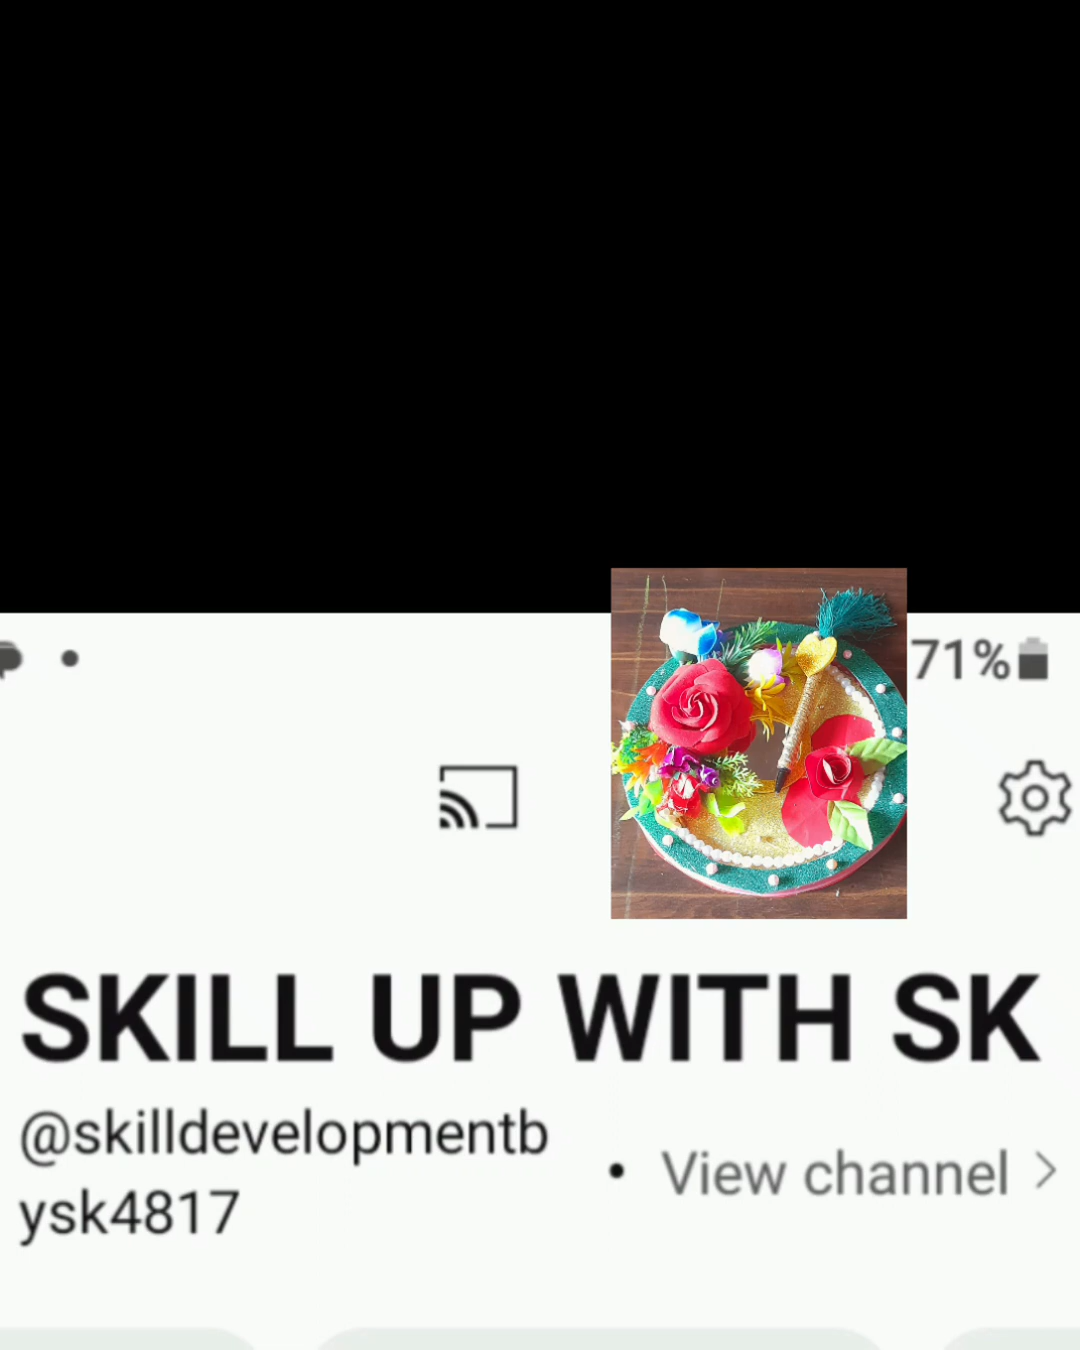 71%
SKILL UP WITH SK
@skilldevelopmentb
ysk4817
• View channel >